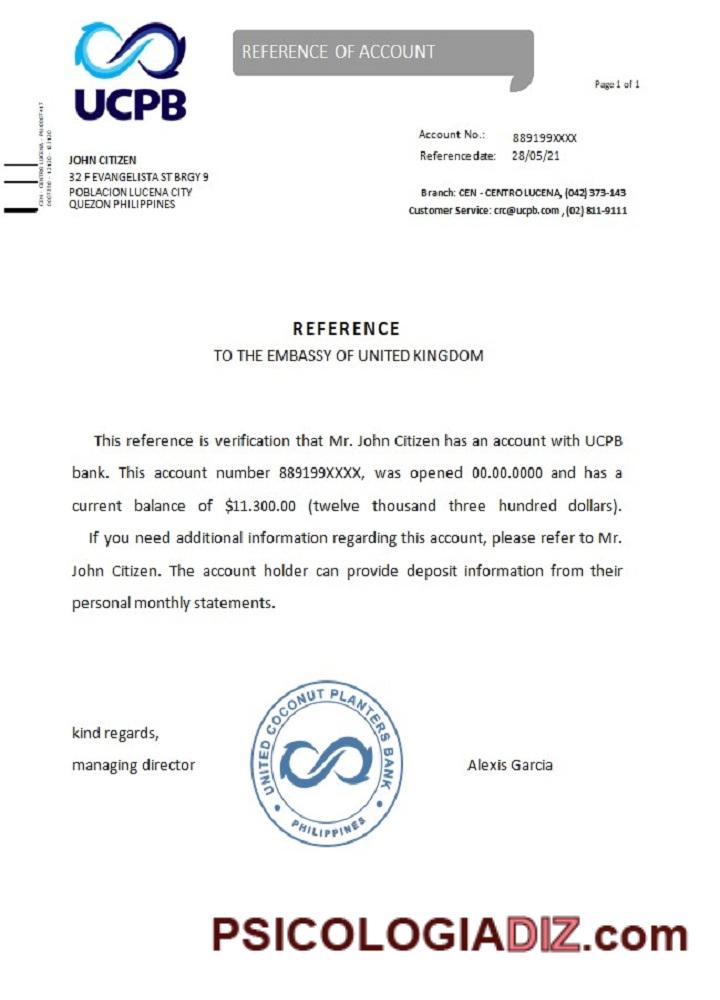 UCPB
REFERENCE OF ACCOUNT
Page 1 of 1
Account No.: 889199XXXX
Reference date: 28/05/21
JOHN CITIZEN
32 F EVANGELISTA ST BRGY 9
POBLACION LUCENA CITY
QUEZON PHILIPPINES
Branch: CEN - CENTRO LUCENA, (042) 373-143
Customer Service: crc@ucpb.com , (02) 811-9111
REFERENCE
TO THE EMBASSY OF UNITED KINGDOM
This reference is verification that Mr. John Citizen has an account with UCPB
bank. This account number 889199XXXX, was opened 00.00.0000 and has a
current balance of $11.300.00 (twelve thousand three hundred dollars).
If you need additional information regarding this account, please refer to Mr.
John Citizen. The account holder can provide deposit information from their
personal monthly statements.
kind regards,
managing director
UNITED COCONUT PLANTERS BANK
PHILIPPINES
Alexis Garcia
PSICOLOGIADIZ.com